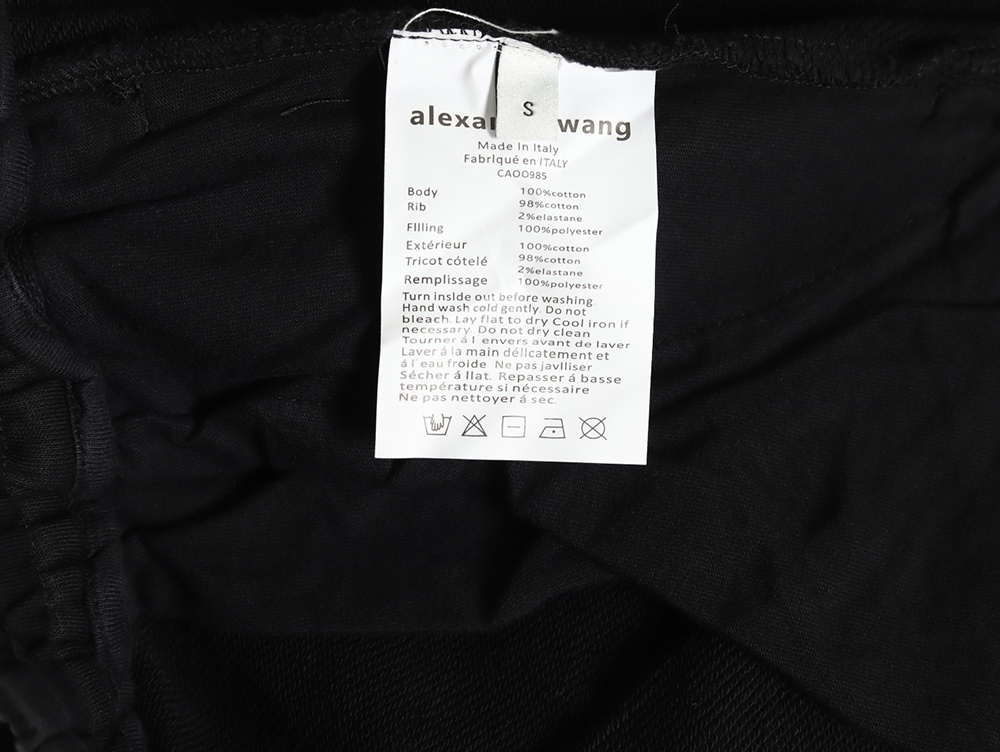 S
alexa wang
Made In Italy
Fabrlqué en ITALY
CAOO985
Body 100%cotton
Rib 98%cotton
2%elastane
FIlling 100%polyester
Extérieur 100%cotton
Tricot côtelé 98%cotton
2%elastane
Remplissage 100%polyester
Turn inslde out before washing.
Hand wash cold gently. Do not
bleach. Lay flat to dry Cool iron if
necessary. Do not dry clean
Tourner á l envers avant de laver
Laver á la main déllcatement et
á l'eau froide. Ne pas javlliser
Sécher á llat. Repasser á basse
température si nécessaire
Ne pas nettoyer á sec.